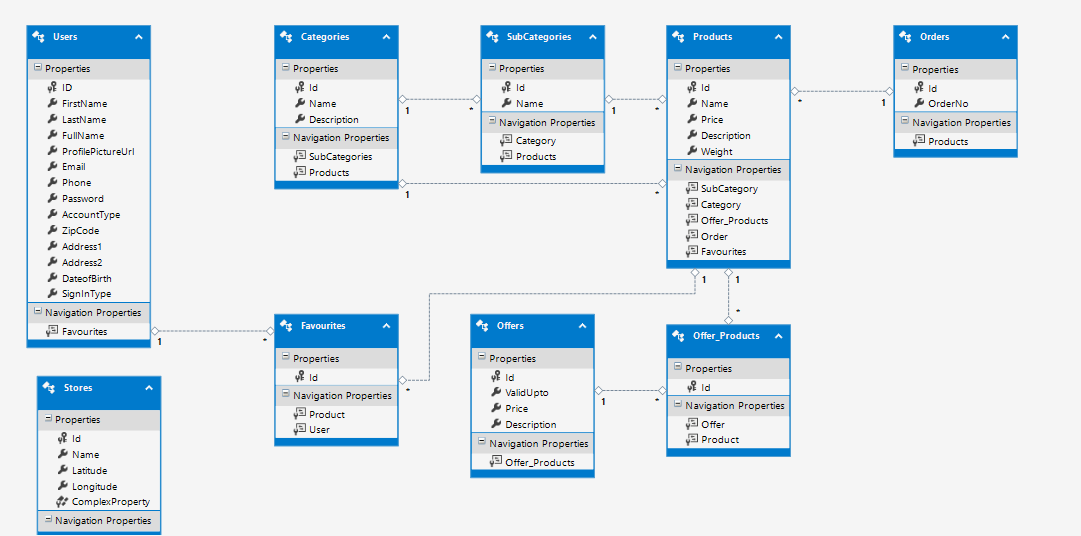 Users
Properties
ID
FirstName
LastName
FullName
ProfilePictureUrl
Email
Phone
Password
AccountType
ZipCode
Address1
Address2
DateofBirth
SignInType
Navigation Properties
Favourites
1
*
Categories
Properties
Id
Name
Description
Navigation Properties
SubCategories
Products
1
*
1
*
SubCategories
Properties
Id
Name
Navigation Properties
Category
Products
1
*
Products
Properties
Id
Name
Price
Description
Weight
Navigation Properties
SubCategory
Category
Offer_Products
Order
Favourites
*
1
1
1
Orders
Properties
Id
OrderNo
Navigation Properties
Products
Stores
Properties
Id
Name
Latitude
Longitude
ComplexProperty
Navigation Properties
Favourites
Properties
Id
Navigation Properties
Product
User
*
Offers
Properties
Id
ValidUpto
Price
Description
Navigation Properties
Offer_Products
1
*
*
Offer_Products
Properties
Id
Navigation Properties
Offer
Product